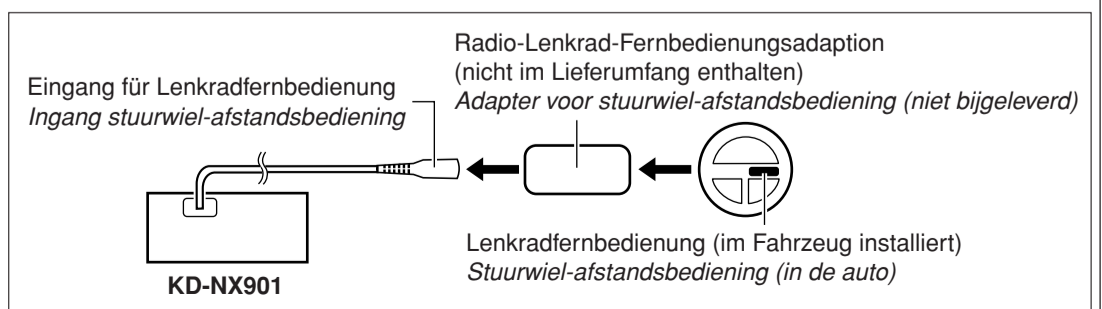 Radio-Lenkrad-Fernbedienungsadaption
(nicht im Lieferumfang enthalten)
Adapter voor stuurwiel-afstandsbediening (niet bijgeleverd)
Eingang für Lenkradfernbedienung
Ingang stuurwiel-afstandsbediening
Lenkradfernbedienung (im Fahrzeug installiert)
Stuurwiel-afstandsbediening (in de auto)
KD-NX901